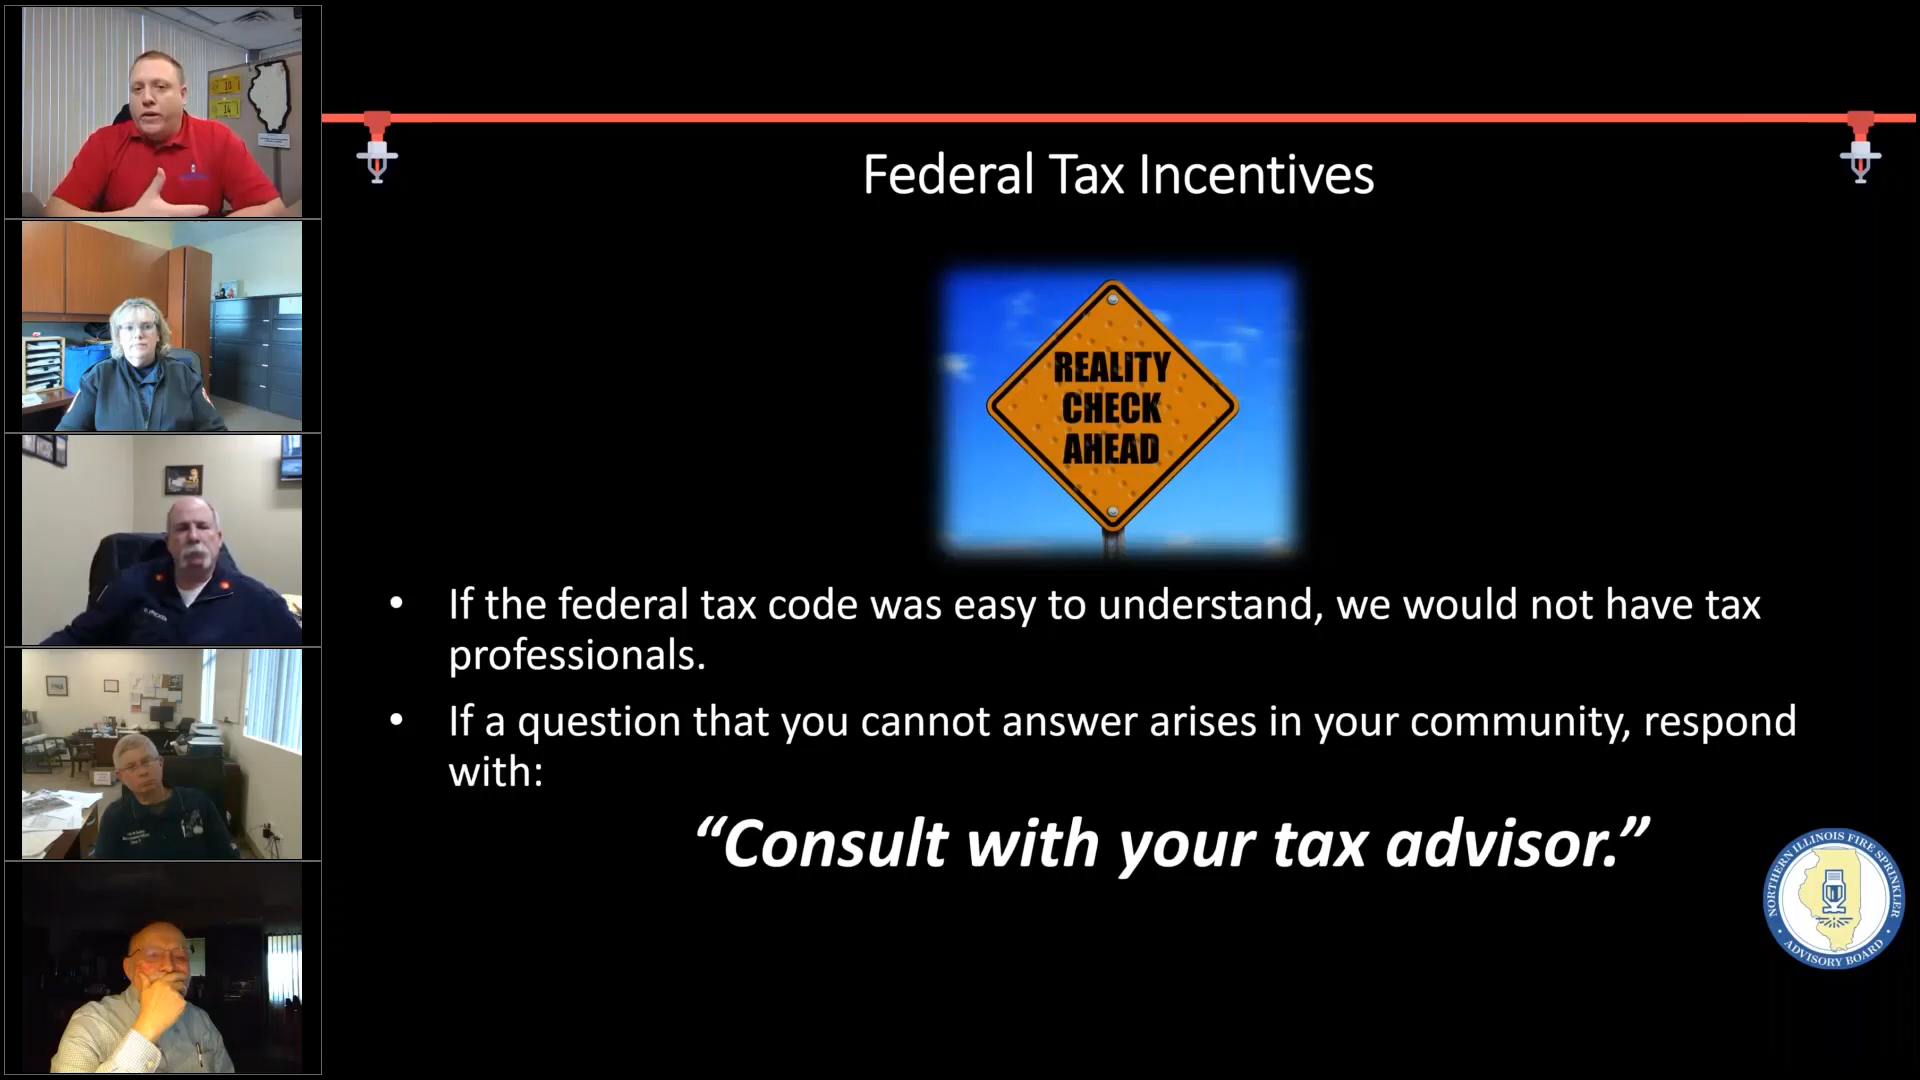 Federal Tax Incentives
REALITY
CHECK
AHEAD
• If the federal tax code was easy to understand, we would not have tax
professionals.
• If a question that you cannot answer arises in your community, respond
with:
“Consult with your tax advisor.”
NORTHERN ILLINOIS FIRE SPRINKLER
• ADVISORY BOARD •
10
14